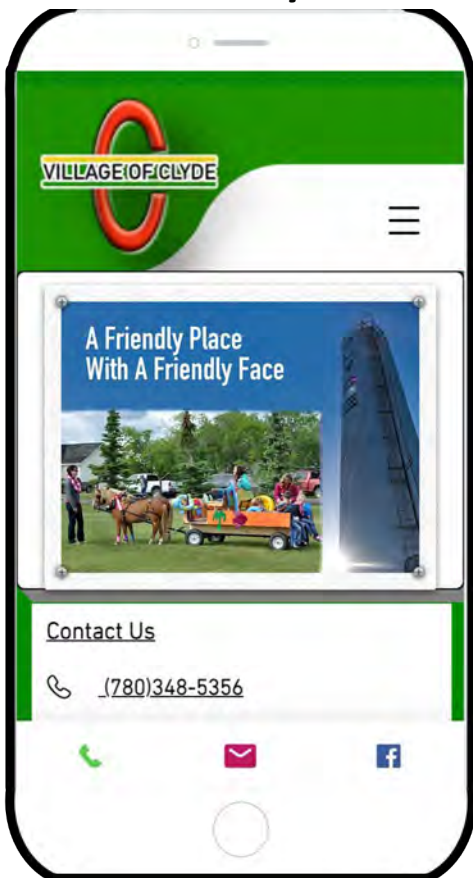 VILLAGE OF CLYDE
A Friendly Place
With A Friendly Face
Contact Us
(780)348-5356